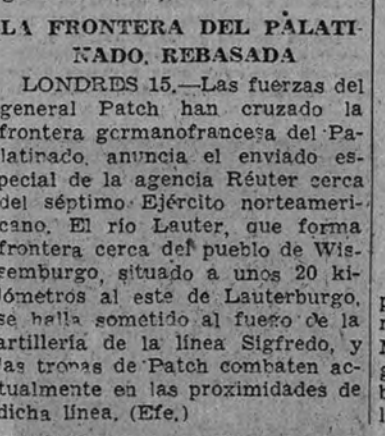 LA FRONTERA DEL PALATI-
NADO, REBASADA
LONDRES 15.—Las fuerzas del
general Patch han cruzado la
frontera germanofrancesa del Pa-
latinado, anuncia el enviado es-
pecial de la agencia Réuter cerca
del séptimo Ejército norteameri-
cano. El río Lauter, que forma
frontera cerca del pueblo de Wis-
semburgo, situado a unos 20 ki-
lómetros al este de Lauterburgo,
se halla sometido al fuego de la
artillería de la línea Sigfredo, y
las tropas de Patch combaten ac-
tualmente en las proximidades de
dicha línea. (Efe.)